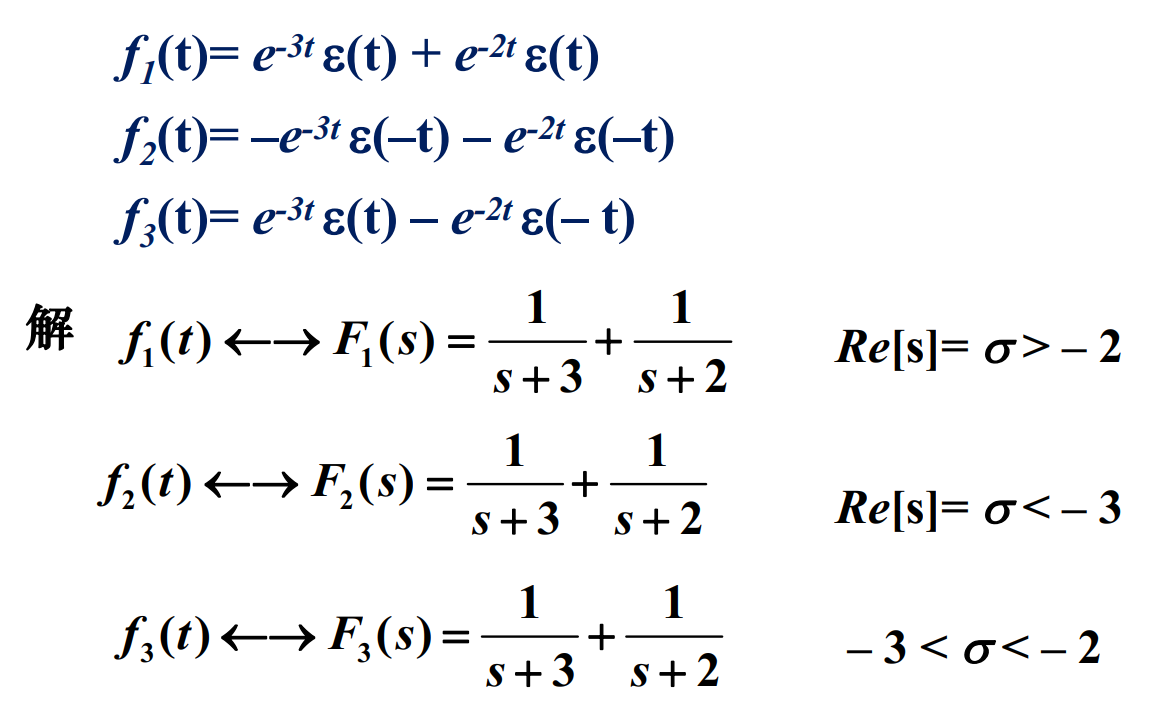 f₁(t)= e⁻³ᵗ ε(t) + e⁻²ᵗ ε(t)
f₂(t)= –e⁻³ᵗ ε(–t) – e⁻²ᵗ ε(–t)
f₃(t)= e⁻³ᵗ ε(t) – e⁻²ᵗ ε(– t)
解 f₁(t) ←→ F₁(s) = 1/(s+3) + 1/(s+2) Re[s]= σ > – 2
f₂(t) ←→ F₂(s) = 1/(s+3) + 1/(s+2) Re[s]= σ < – 3
f₃(t) ←→ F₃(s) = 1/(s+3) + 1/(s+2) – 3 < σ < – 2